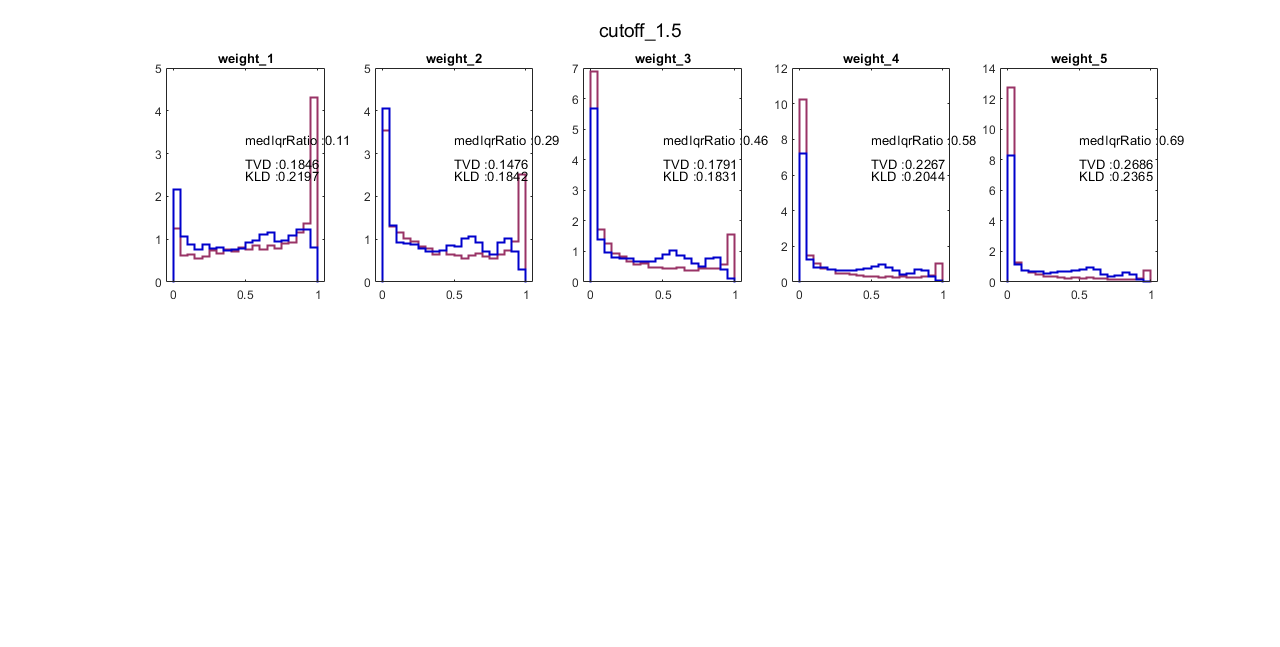 cutoff_1.5
weight_1
5
4
3
2
1
0
0
0.5
1
medIqrRatio :0.11
TVD :0.1846
KLD :0.2197
weight_2
5
4
3
2
1
0
0
0.5
1
medIqrRatio :0.29
TVD :0.1476
KLD :0.1842
weight_3
7
6
5
4
3
2
1
0
0
0.5
1
medIqrRatio :0.46
TVD :0.1791
KLD :0.1831
weight_4
12
10
8
6
4
2
0
0
0.5
1
medIqrRatio :0.58
TVD :0.2267
KLD :0.2044
weight_5
14
12
10
8
6
4
2
0
0
0.5
1
medIqrRatio :0.69
TVD :0.2686
KLD :0.2365